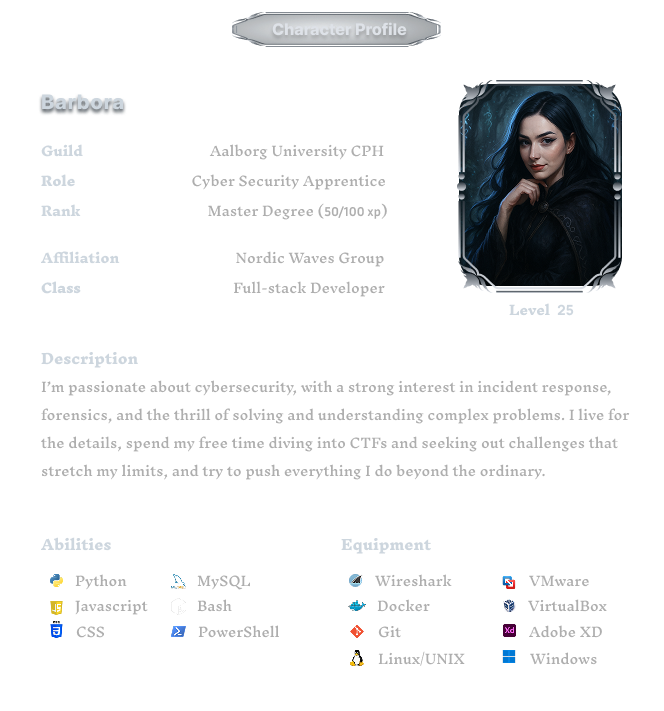 Character Profile
Barbora
Guild Aalborg University CPH
Role Cyber Security Apprentice
Rank Master Degree (50/100 xp)
Affiliation Nordic Waves Group
Class Full-stack Developer
Level 25
Description
I'm passionate about cybersecurity, with a strong interest in incident response,
forensics, and the thrill of solving and understanding complex problems. I live for
the details, spend my free time diving into CTFs and seeking out challenges that
stretch my limits, and try to push everything I do beyond the ordinary.
Abilities Equipment
Python MySQL Wireshark VMware
Javascript Bash Docker VirtualBox
CSS PowerShell Git Adobe XD
Linux/UNIX Windows